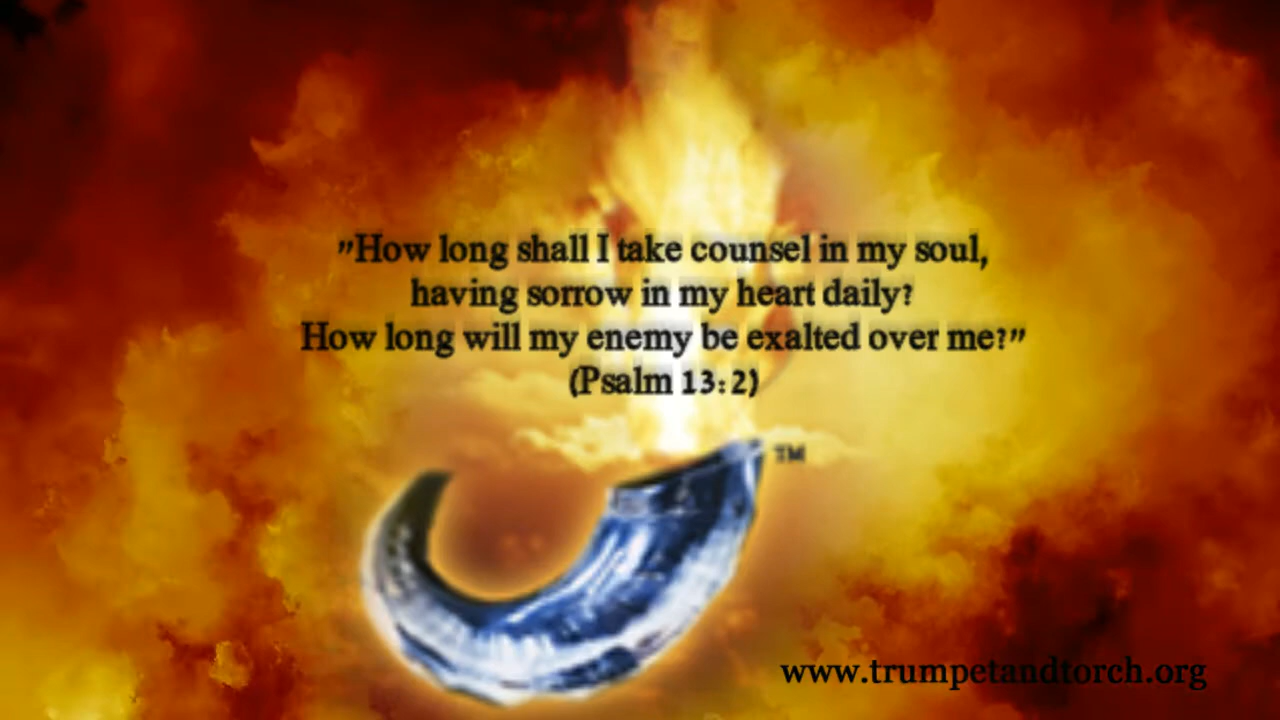 "How long shall I take counsel in my soul,
having sorrow in my heart daily?
How long will my enemy be exalted over me?"
(Psalm 13:2)
TM
www.trumpetandtorch.org